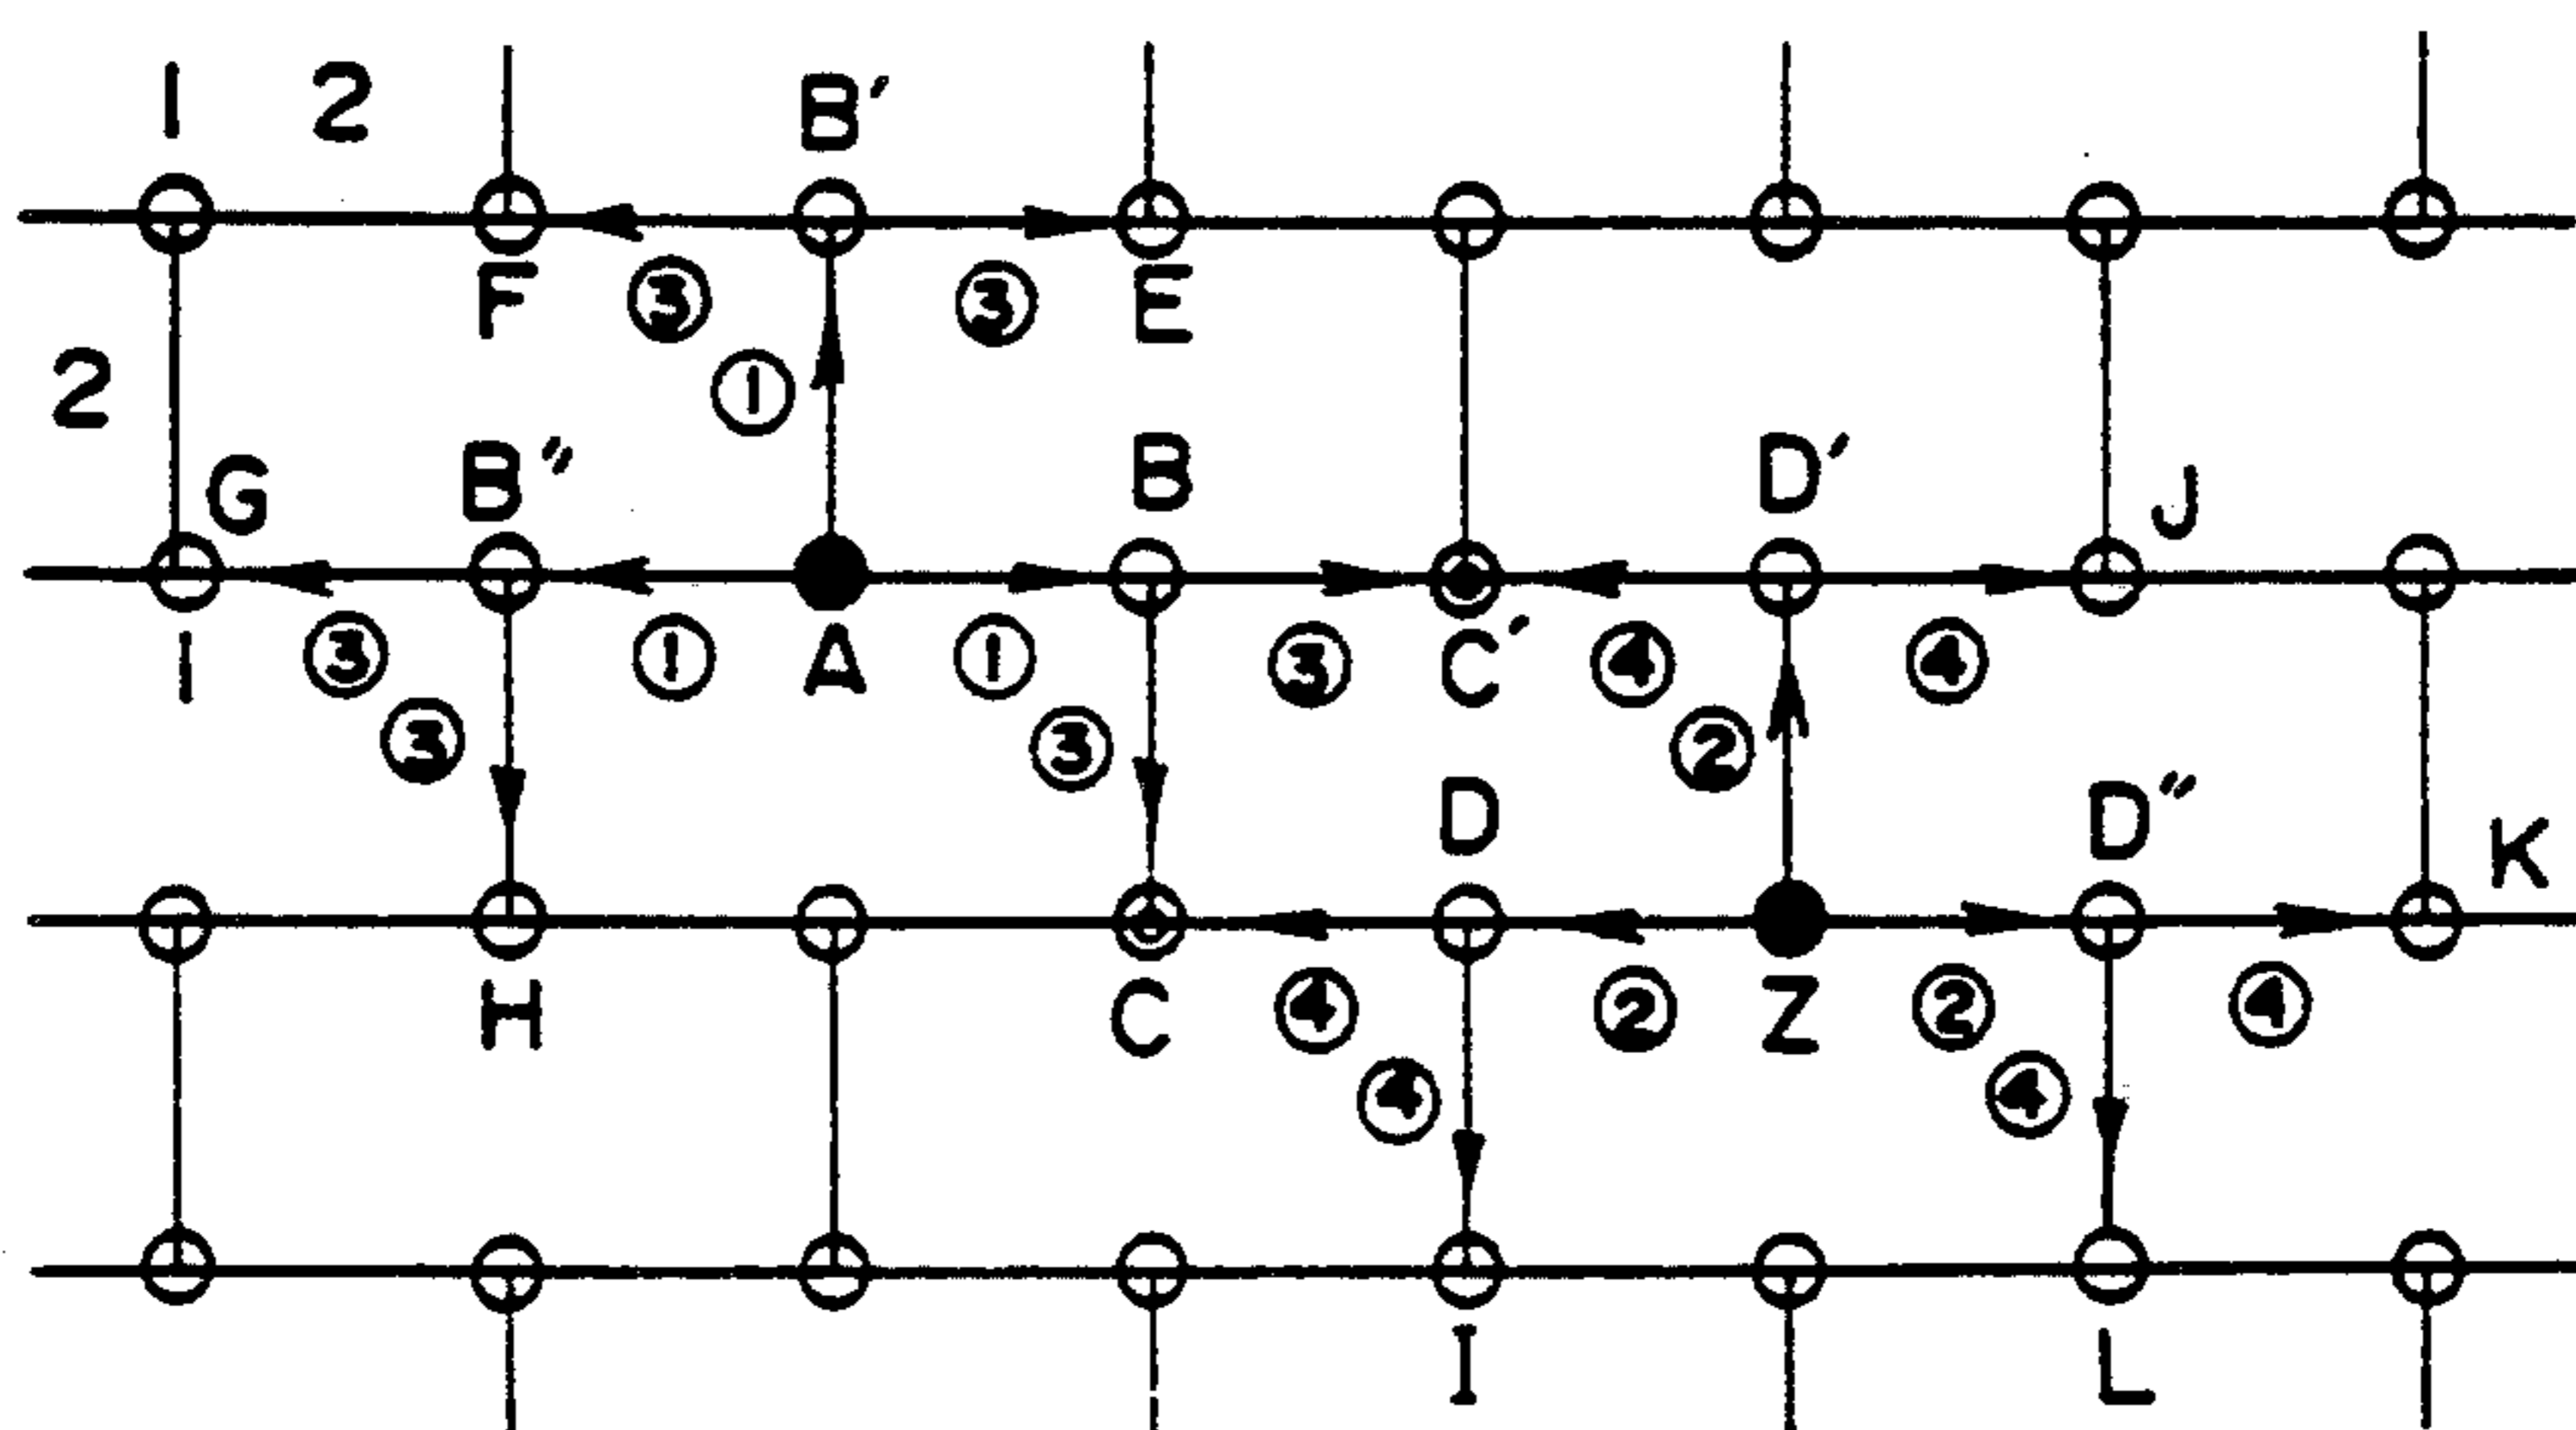 1 2 B′
F ③ ③ E
①
2
G B″ B D′ J
1 ③ ① A ① ③ C′ ④ ④
③ ③ ②
D D″ K
H C ④ ② Z ② ④
④ ④
I L